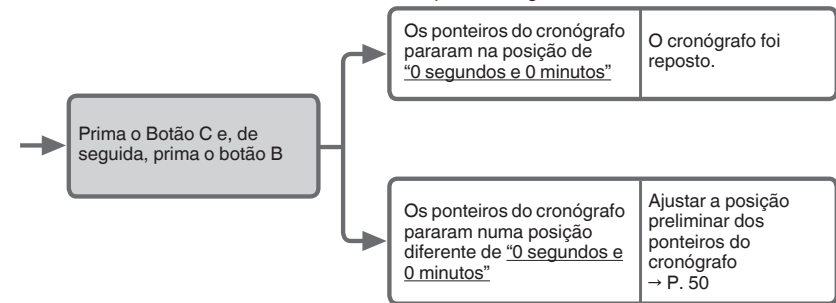 Prima o Botão C e, de
seguida, prima o botão B
Os ponteiros do cronógrafo
pararam na posição de
“0 segundos e 0 minutos”
O cronógrafo foi
reposto.
Os ponteiros do cronógrafo
pararam numa posição
diferente de “0 segundos e
0 minutos”
Ajustar a posição
preliminar dos
ponteiros do
cronógrafo
→ P. 50